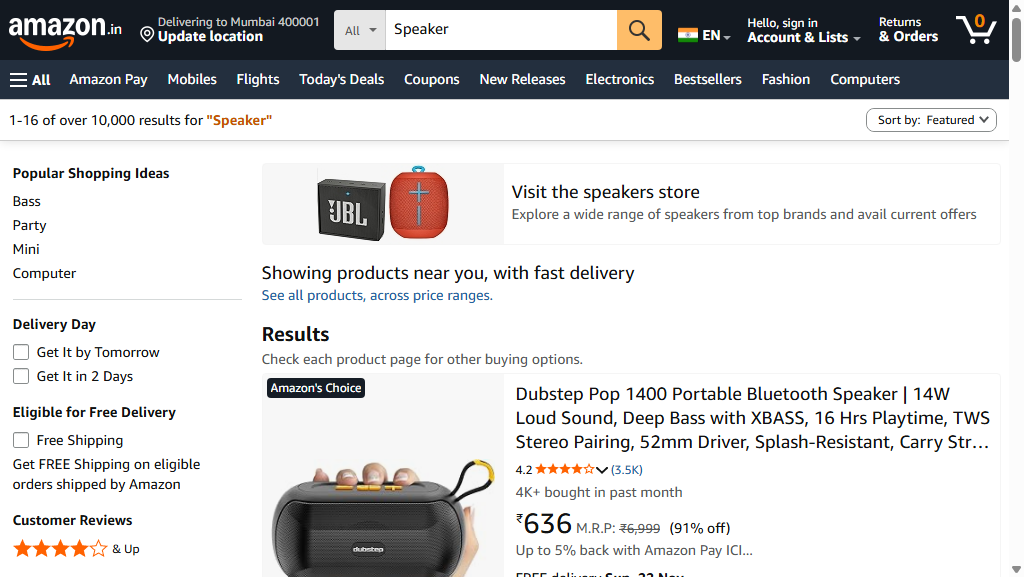 amazon.in
Delivering to Mumbai 400001
Update location
All
Speaker
EN
Hello, sign in
Account & Lists
Returns
& Orders
0
All
Amazon Pay
Mobiles
Flights
Today's Deals
Coupons
New Releases
Electronics
Bestsellers
Fashion
Computers
1-16 of over 10,000 results for "Speaker"
Sort by: Featured
Popular Shopping Ideas
Bass
Party
Mini
Computer
Delivery Day
Get It by Tomorrow
Get It in 2 Days
Eligible for Free Delivery
Free Shipping
Get FREE Shipping on eligible
orders shipped by Amazon
Customer Reviews
& Up
JBL
Visit the speakers store
Explore a wide range of speakers from top brands and avail current offers
Showing products near you, with fast delivery
See all products, across price ranges.
Results
Check each product page for other buying options.
Amazon's Choice
dubstep
Dubstep Pop 1400 Portable Bluetooth Speaker | 14W
Loud Sound, Deep Bass with XBASS, 16 Hrs Playtime, TWS
Stereo Pairing, 52mm Driver, Splash-Resistant, Carry Str…
4.2 (3.5K)
4K+ bought in past month
₹636 M.R.P: ₹6,999 (91% off)
Up to 5% back with Amazon Pay ICI…
FREE delivery Sun, 23 Nov